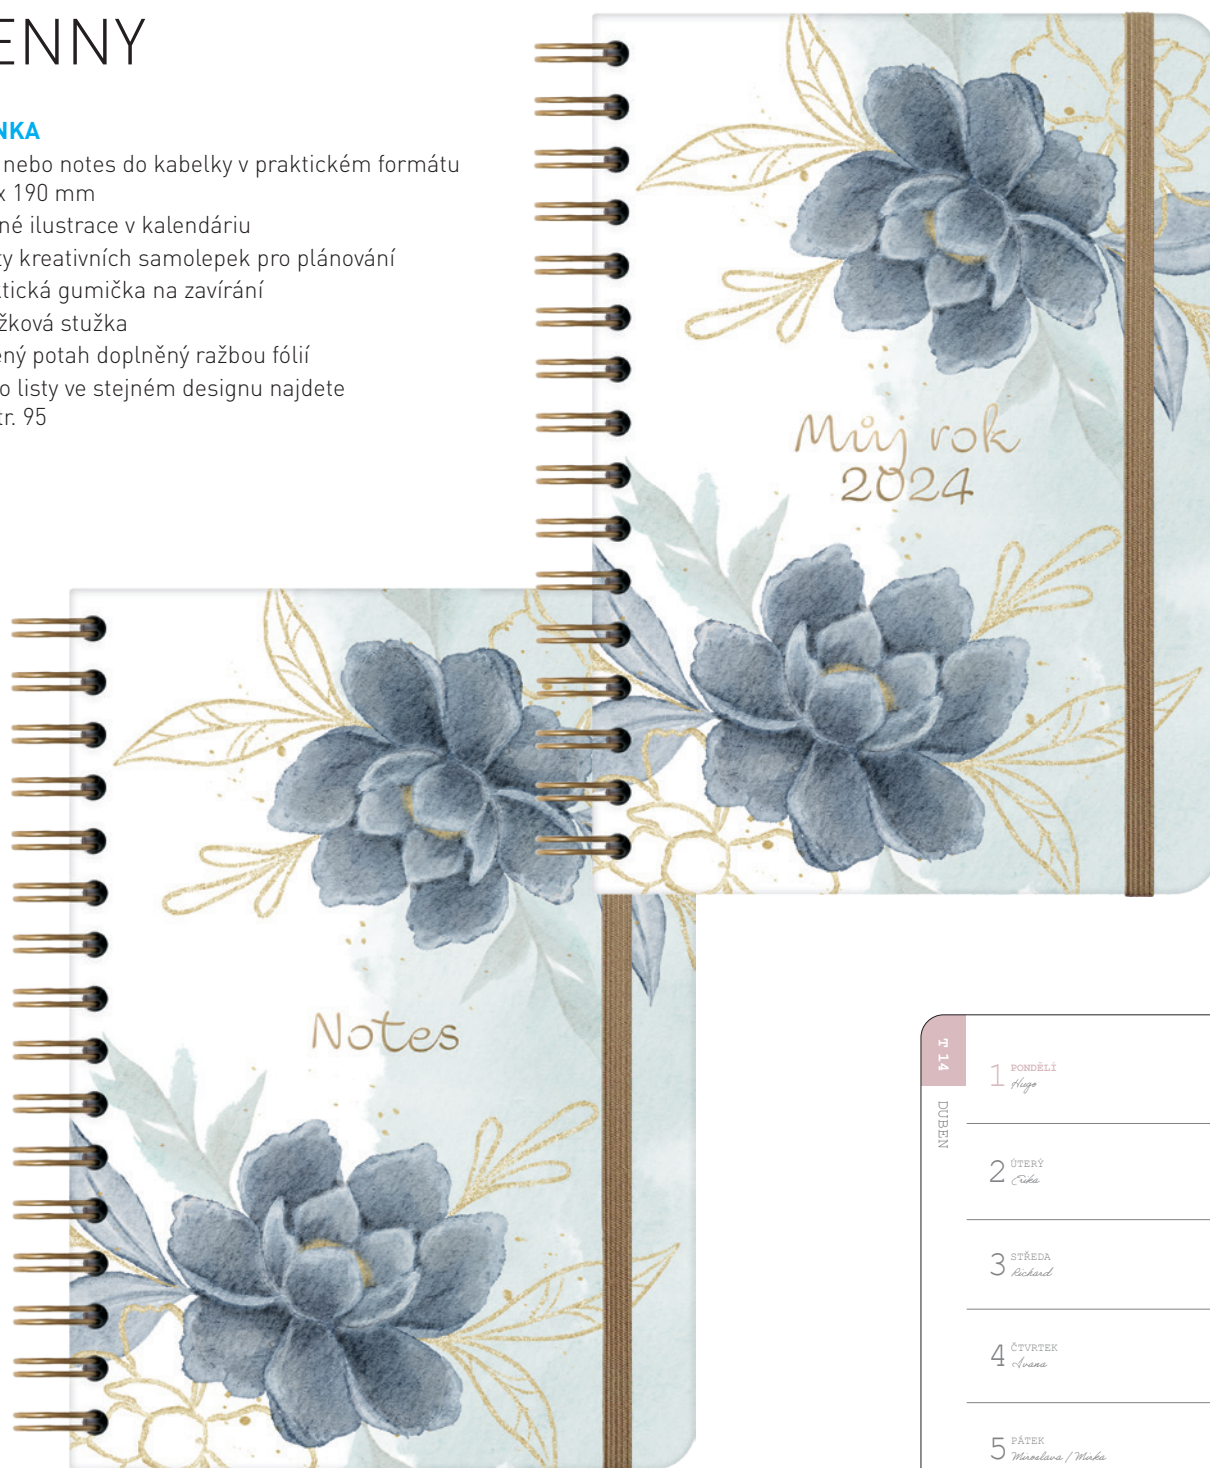 ENNY
NKA
nebo notes do kabelky v praktickém formátu
x 190 mm
né ilustrace v kalendáriu
ty kreativních samolepek pro plánování
tická gumička na zavírání
žková stužka
ený potah doplněný ražbou fólií
o listy ve stejném designu najdete
tr. 95
Můj rok
2024
Notes
T 14
DUBEN
1 PONDĚLÍ
Hugo
2 ÚTERÝ
Erika
3 STŘEDA
Richard
4 ČTVRTEK
Ivana
5 PÁTEK
Miroslava / Mirka